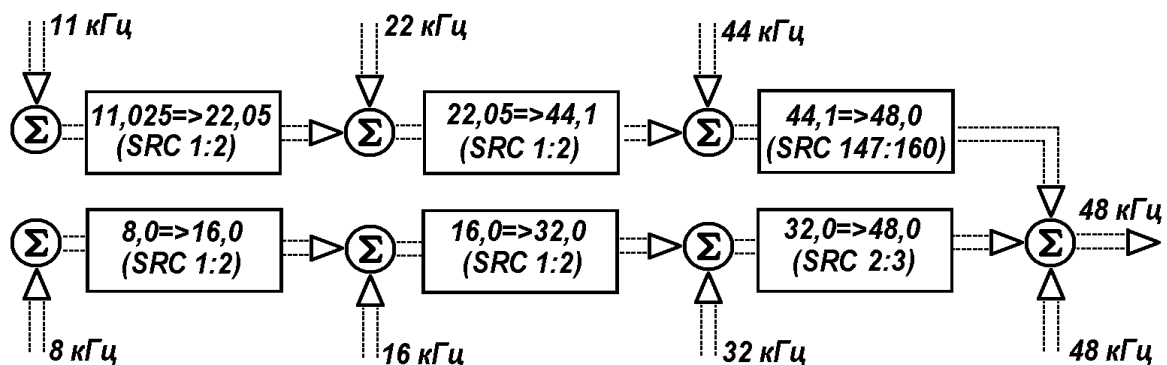 11 кГц
22 кГц
44 кГц
Σ
11,025=>22,05
(SRC 1:2)
Σ
22,05=>44,1
(SRC 1:2)
Σ
44,1=>48,0
(SRC 147:160)
48 кГц
Σ
8,0=>16,0
(SRC 1:2)
Σ
16,0=>32,0
(SRC 1:2)
Σ
32,0=>48,0
(SRC 2:3)
Σ
8 кГц
16 кГц
32 кГц
48 кГц